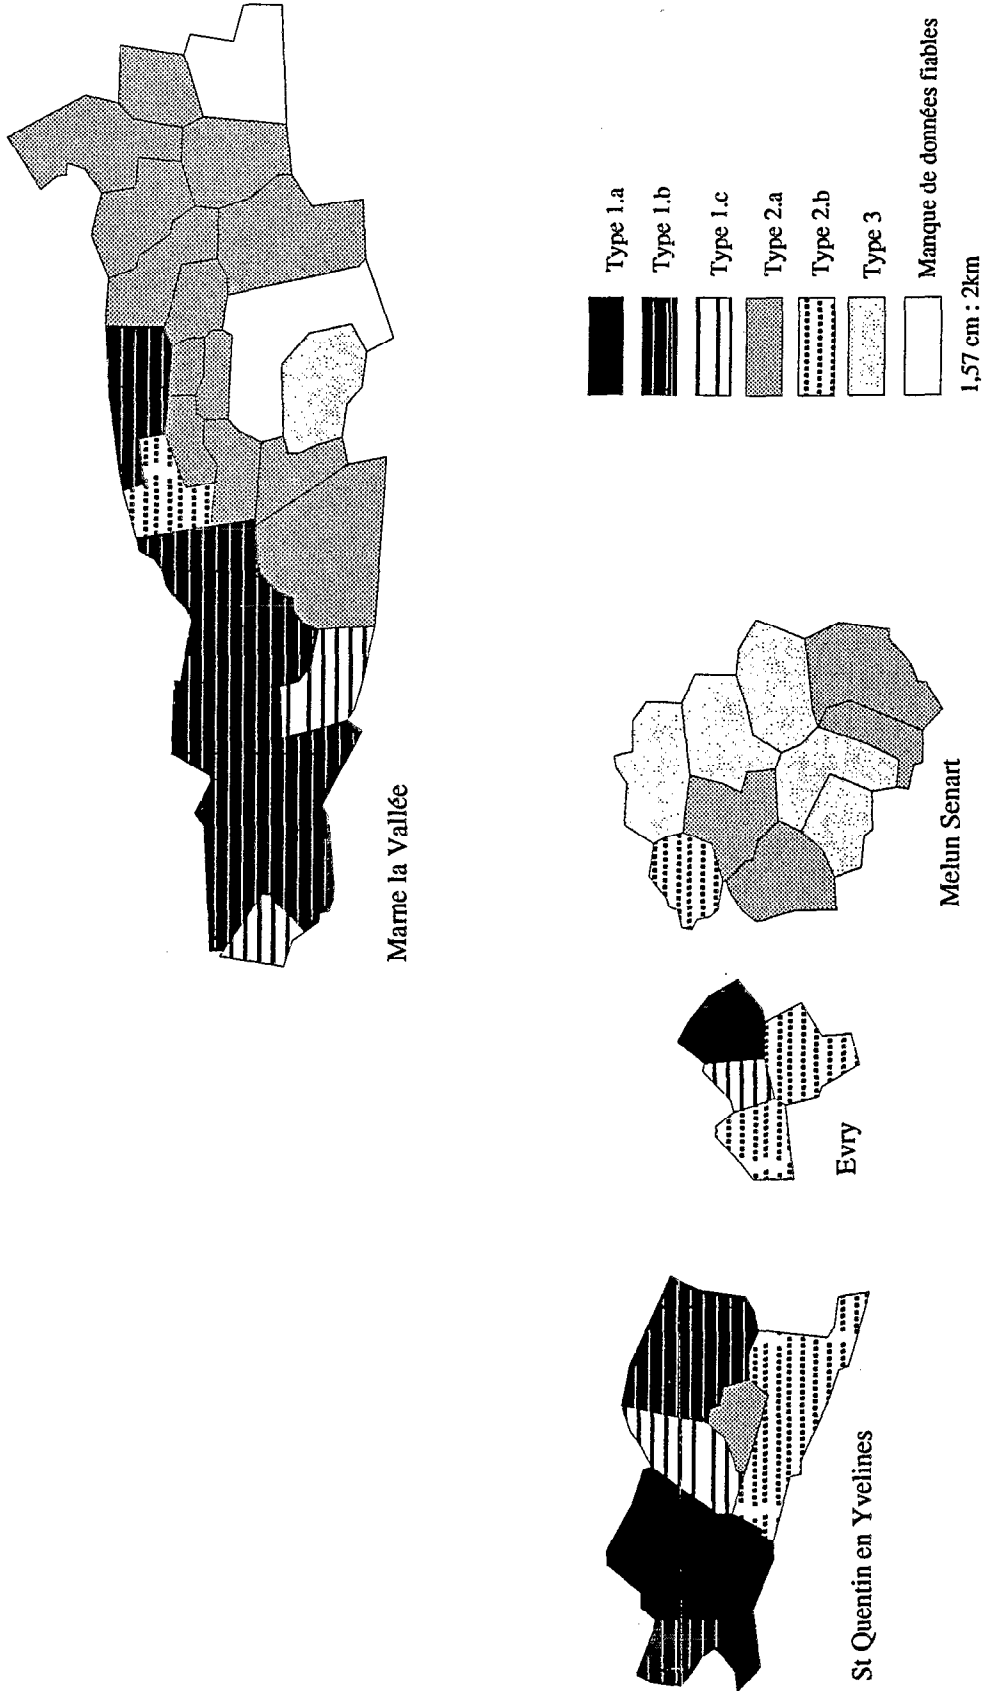 Marne la Vallée
Type 1.a
Type 1.b
Type 1.c
Type 2.a
Type 2.b
Type 3
Manque de données fiables
1,57 cm : 2km
St Quentin en Yvelines
Evry
Melun Senart